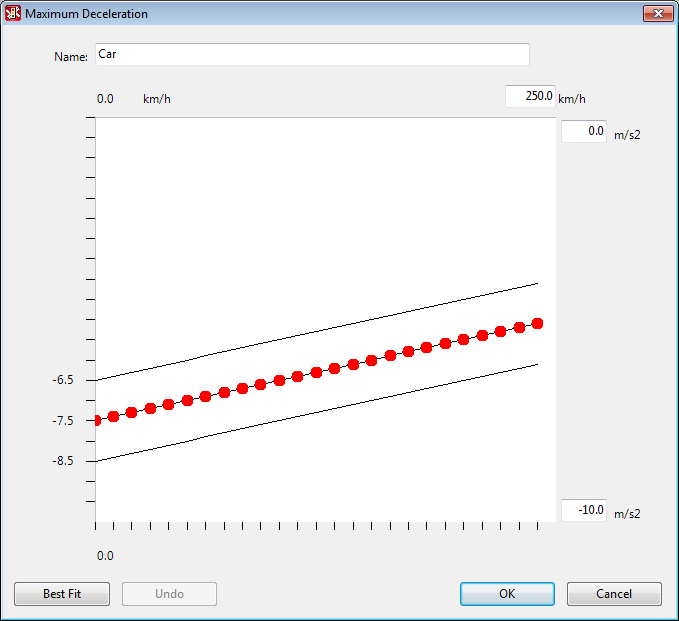 Maximum Deceleration
Name: Car
0.0 km/h 250.0 km/h
0.0 m/s2
-6.5
-7.5
-8.5
-10.0 m/s2
0.0
Best Fit Undo OK Cancel